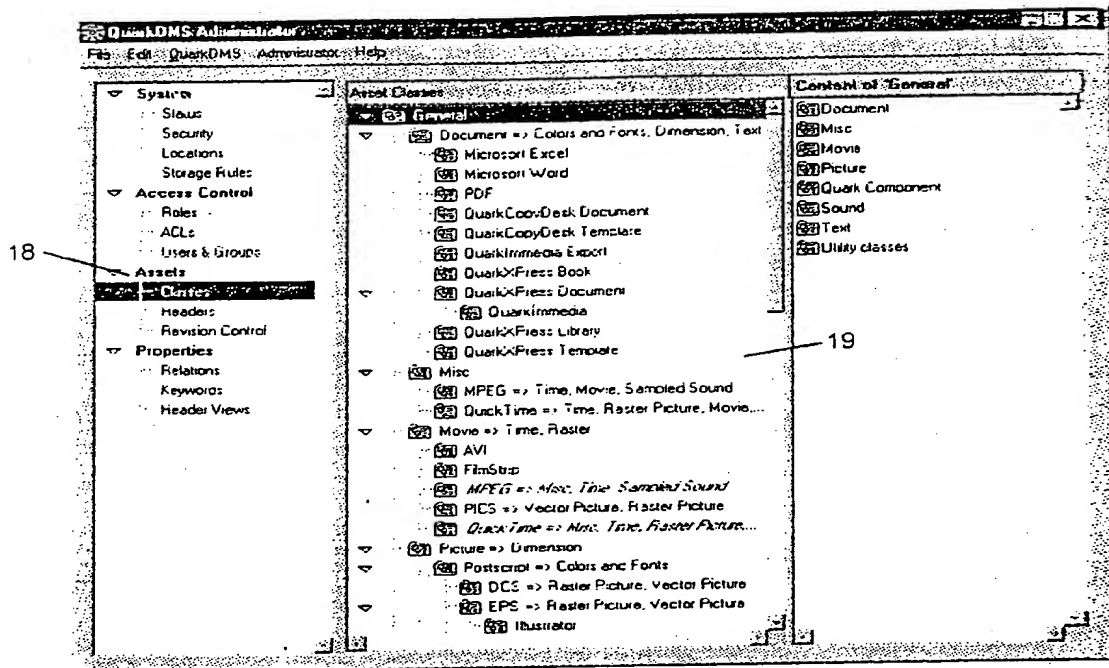 QuarkDMS Administrator
File Edit QuarkDMS Administrator Help
System
Status
Security
Locations
Storage Rules
Access Control
Roles
ACLs
Users & Groups
18
Assets
Classes
Headers
Revision Control
Properties
Relations
Keywords
Header Views
Asset Classes
General
Document => Colors and Fonts, Dimension, Text
Microsoft Excel
Microsoft Word
PDF
QuarkCopyDesk Document
QuarkCopyDesk Template
QuarkImmedia Export
QuarkXPress Book
QuarkXPress Document
QuarkImmedia
QuarkXPress Library
QuarkXPress Template
19
Misc
MPEG => Time, Movie, Sampled Sound
QuickTime => Time, Raster Picture, Movie,...
Movie => Time, Raster
AVI
FilmStrip
MPEG => Misc, Time, Sampled Sound
PICS => Vector Picture, Raster Picture
QuickTime => Misc, Time, Raster Picture,...
Picture => Dimension
Postscript => Colors and Fonts
DCS => Raster Picture, Vector Picture
EPS => Raster Picture, Vector Picture
Illustrator
Content of "General"
Document
Misc
Movie
Picture
Quark Component
Sound
Text
Utility classes